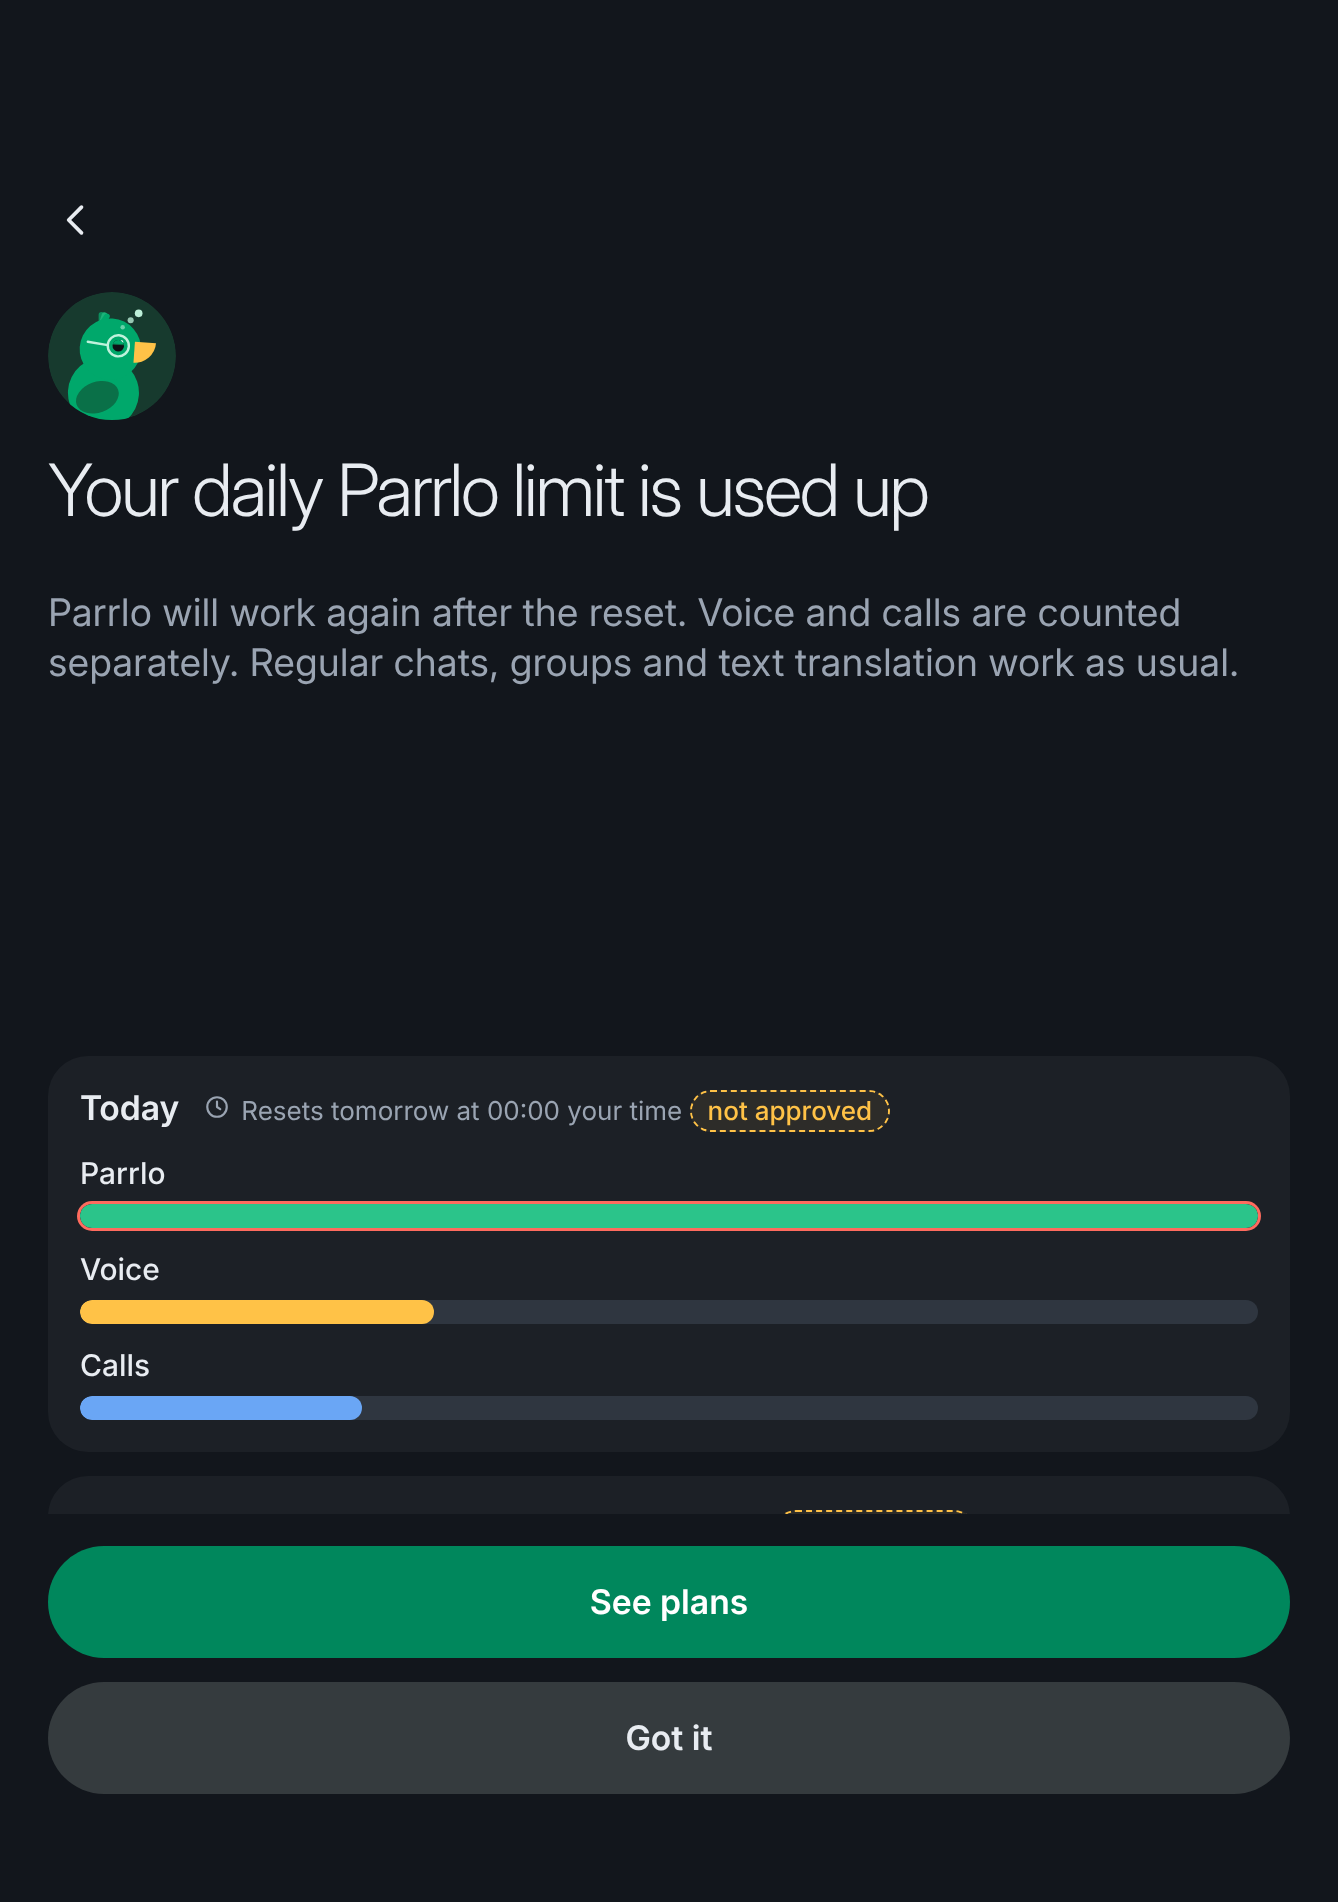 Your daily Parrlo limit is used up
Parrlo will work again after the reset. Voice and calls are counted
separately. Regular chats, groups and text translation work as usual.
Today Resets tomorrow at 00:00 your time not approved
Parrlo
Voice
Calls
See plans
Got it